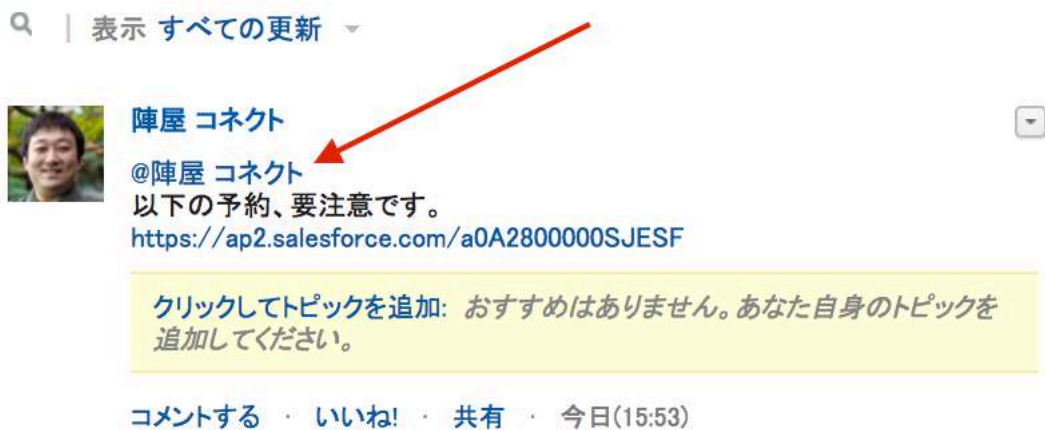 表示 すべての更新
陣屋 コネクト
@陣屋 コネクト
以下の予約、要注意です。
https://ap2.salesforce.com/a0A2800000SJESF
クリックしてトピックを追加: おすすめはありません。あなた自身のトピックを
追加してください。
コメントする · いいね! · 共有 · 今日(15:53)